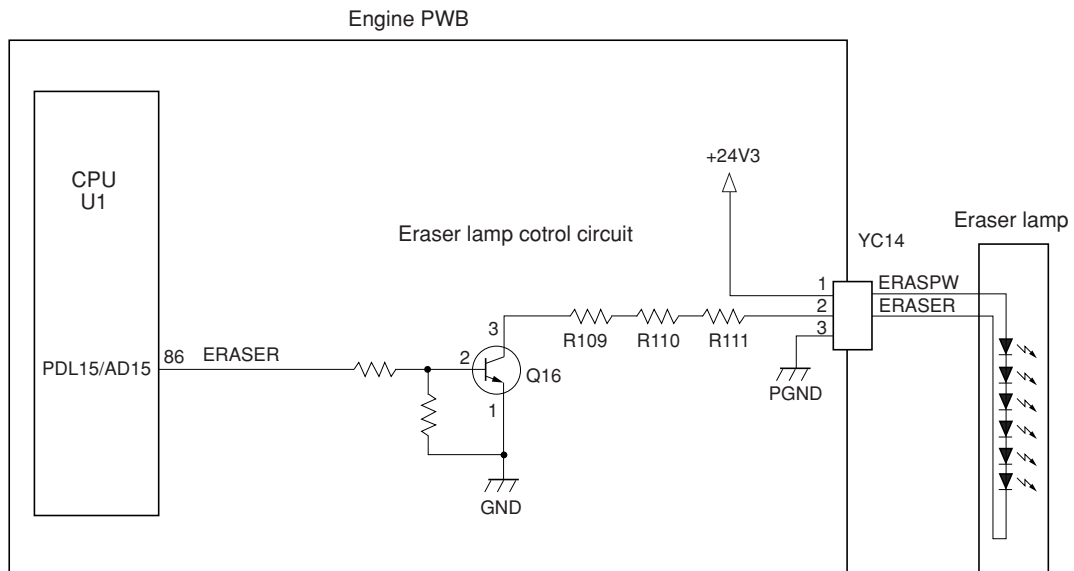 Engine PWB
CPU
U1
+24V3
Eraser lamp
Eraser lamp cotrol circuit
YC14
1
ERASPW
2
ERASER
3
3
R109
R110
R111
PDL15/AD15
86
ERASER
2
Q16
PGND
1
GND